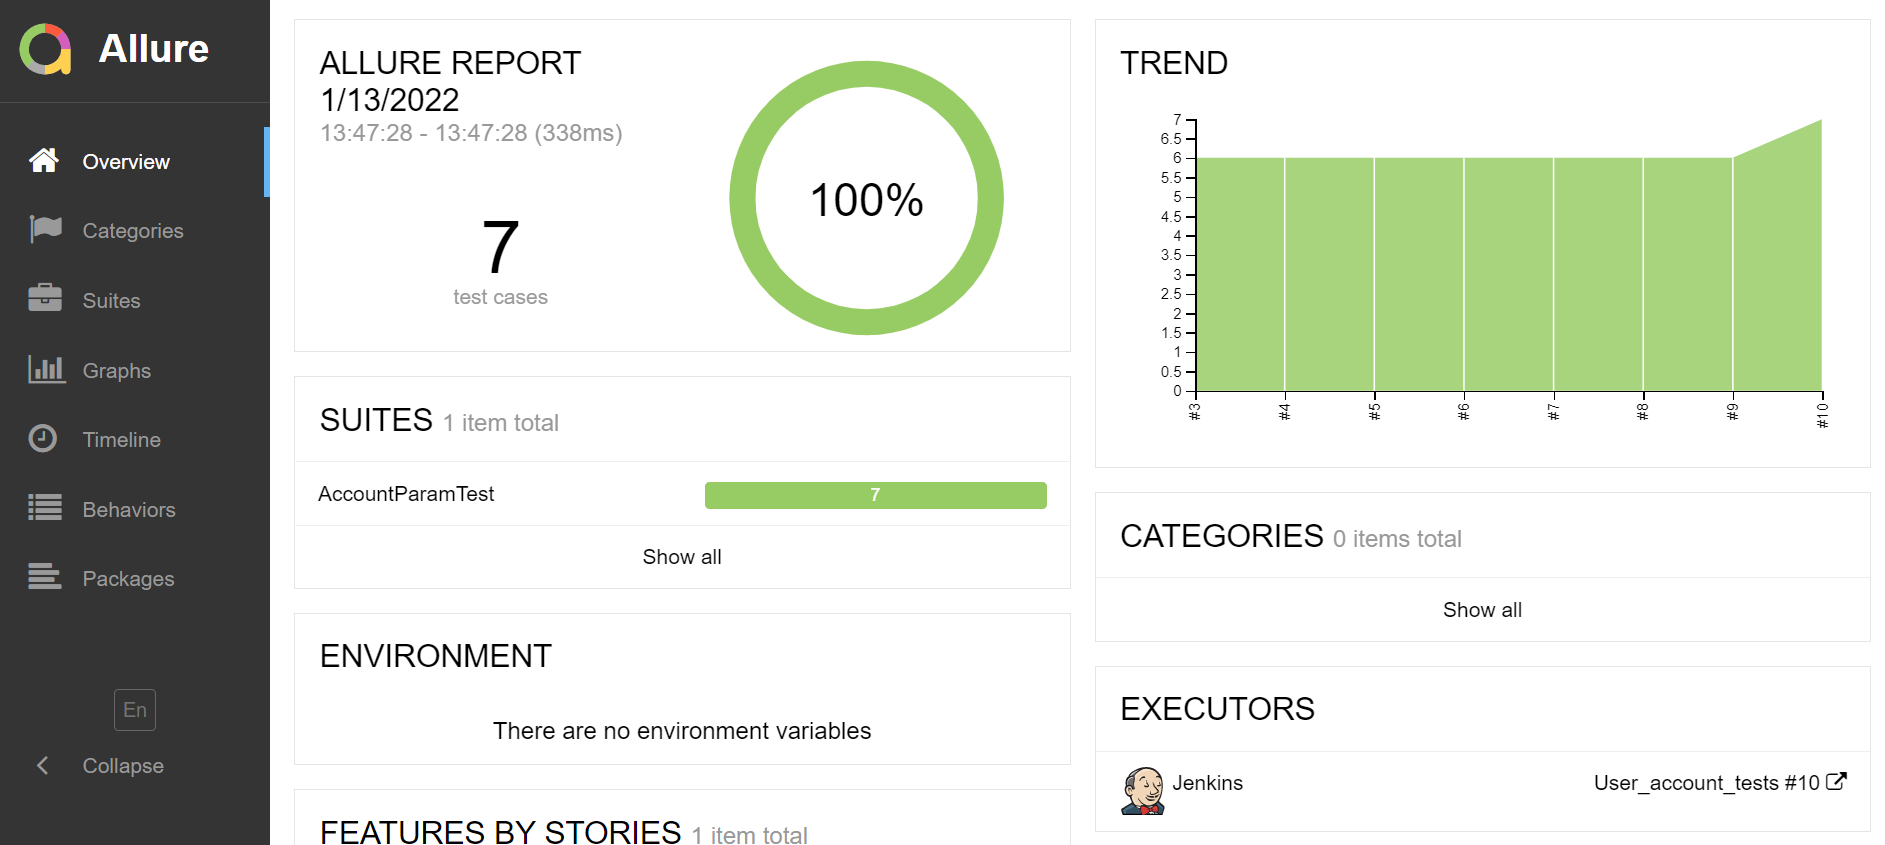 Allure
Overview
Categories
Suites
Graphs
Timeline
Behaviors
Packages
En
Collapse
ALLURE REPORT
1/13/2022
13:47:28 - 13:47:28 (338ms)
7
test cases
100%
SUITES 1 item total
AccountParamTest 7
Show all
ENVIRONMENT
There are no environment variables
FEATURES BY STORIES 1 item total
TREND
7
6.5
6
5.5
5
4.5
4
3.5
3
2.5
2
1.5
1
0.5
0
#3 #4 #5 #6 #7 #8 #9 #10
CATEGORIES 0 items total
Show all
EXECUTORS
Jenkins User_account_tests #10